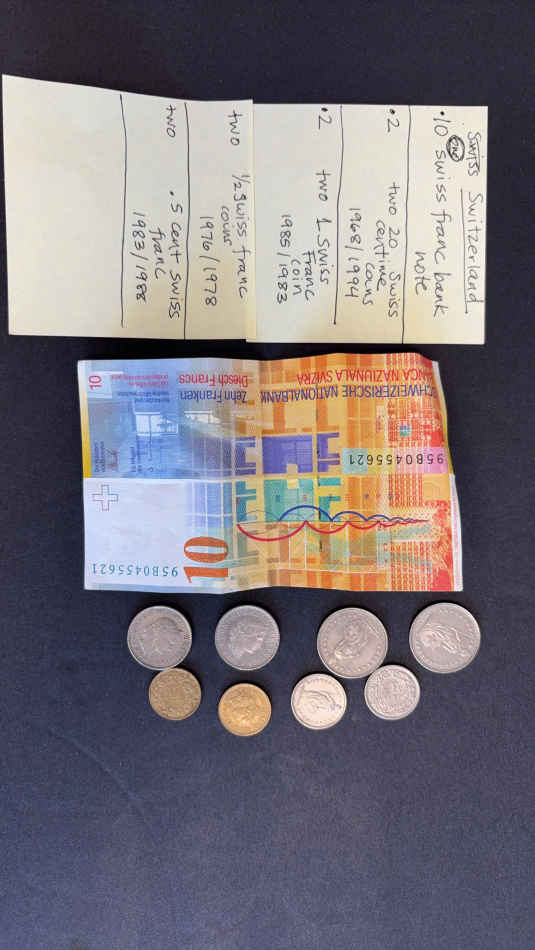 Swiss Switzerland
•10 swiss franc bank
note
•2 two 20 Swiss
centime
coins
1968/1994
•2 two 1 Swiss
Franc
coin
1985/1983
two 1/2 Swiss franc
coins
1976/1978
two .5 cent swiss
franc
1983/1988
ANCA NAZIUNALA SVIZRA
CHWEIZERISCHE NATIONALBANK
Diesch Francs
Zehn Franken
10
95B0455621
10
95B0455621